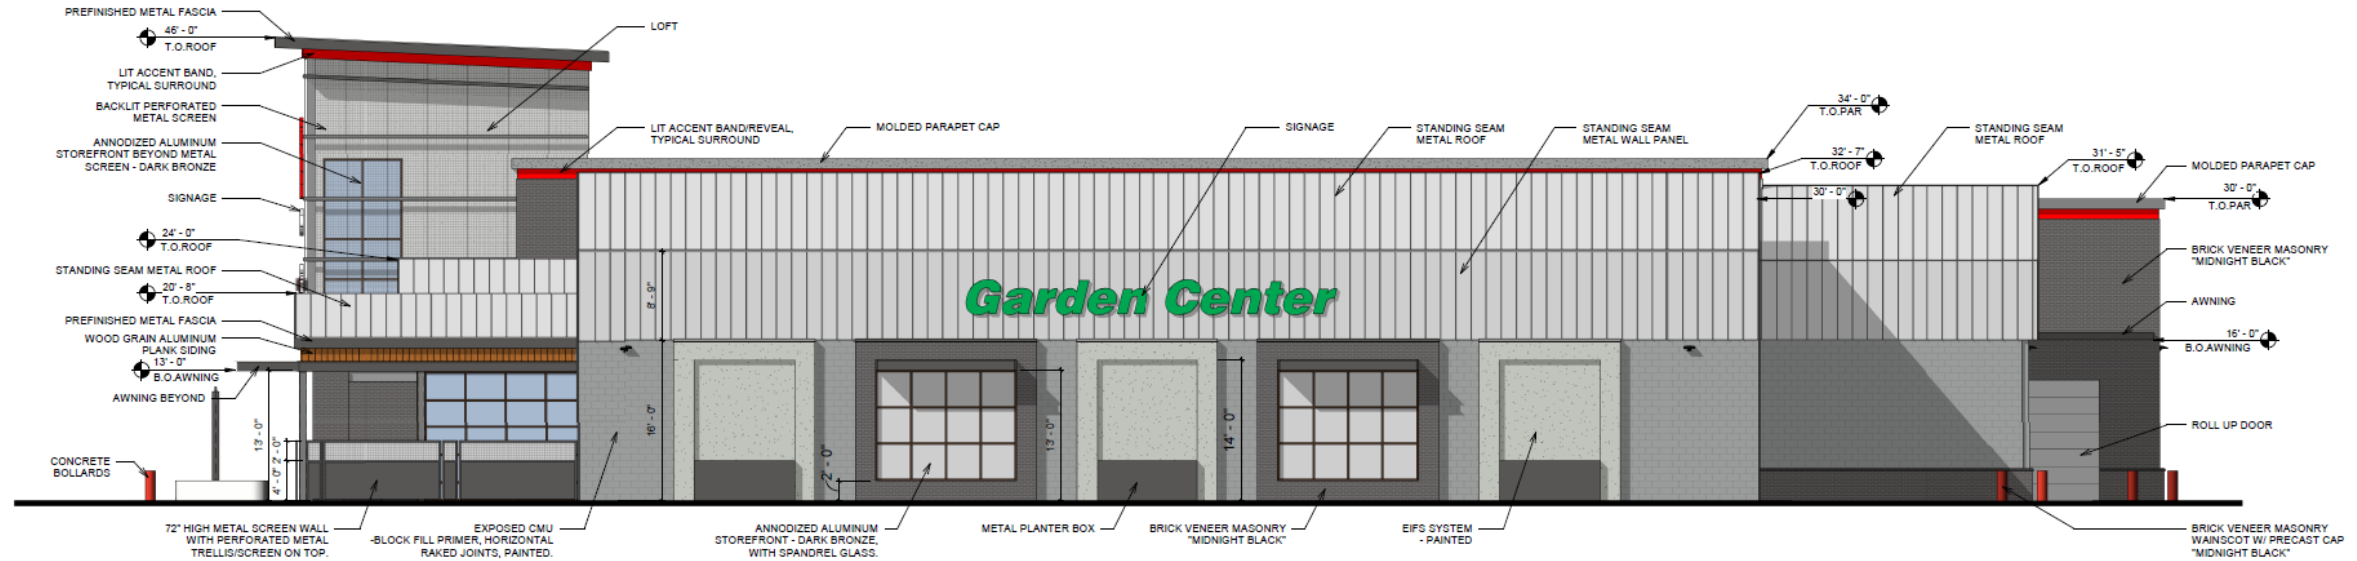 PREFINISHED METAL FASCIA
46' - 0"
T.O.ROOF
LIT ACCENT BAND,
TYPICAL SURROUND
BACKLIT PERFORATED
METAL SCREEN
ANNODIZED ALUMINUM
STOREFRONT BEYOND METAL
SCREEN - DARK BRONZE
SIGNAGE
24' - 0"
T.O.ROOF
STANDING SEAM METAL ROOF
20' - 8"
T.O.ROOF
PREFINISHED METAL FASCIA
WOOD GRAIN ALUMINUM
PLANK SIDING
13' - 0"
B.O.AWNING
AWNING BEYOND
CONCRETE
BOLLARDS
LOFT
LIT ACCENT BAND/REVEAL,
TYPICAL SURROUND
MOLDED PARAPET CAP
SIGNAGE
STANDING SEAM
METAL ROOF
STANDING SEAM
METAL WALL PANEL
34' - 0"
T.O.PAR
32' - 7"
T.O.ROOF
30' - 0"
STANDING SEAM
METAL ROOF
31' - 5"
T.O.ROOF
MOLDED PARAPET CAP
30' - 0"
T.O.PAR
BRICK VENEER MASONRY
"MIDNIGHT BLACK"
AWNING
16' - 0"
B.O.AWNING
ROLL UP DOOR
Garden Center
8' - 9"
16' - 0"
13' - 0"
2' - 0"
4' - 0"
2' - 0"
13' - 0"
14' - 0"
72" HIGH METAL SCREEN WALL
WITH PERFORATED METAL
TRELLIS/SCREEN ON TOP.
EXPOSED CMU
-BLOCK FILL PRIMER, HORIZONTAL
RAKED JOINTS, PAINTED.
ANNODIZED ALUMINUM
STOREFRONT - DARK BRONZE,
WITH SPANDREL GLASS.
METAL PLANTER BOX
BRICK VENEER MASONRY
"MIDNIGHT BLACK"
EIFS SYSTEM
- PAINTED
BRICK VENEER MASONRY
WAINSCOT W/ PRECAST CAP
"MIDNIGHT BLACK"